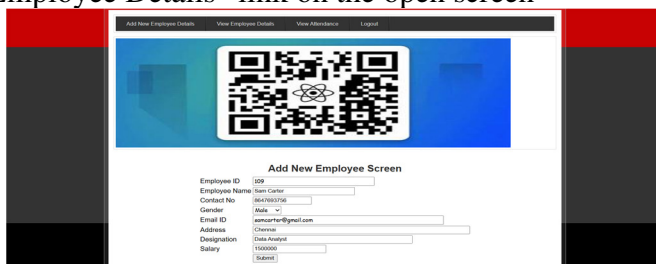 Employee Details" link on the open screen
Add New Employee Details View Employee Details View Attendance Logout
Add New Employee Screen
Employee ID 109
Employee Name Sam Carter
Contact No 8647693756
Gender Male
Email ID samcarter@gmail.com
Address Chennai
Designation Data Analyst
Salary 1500000
Submit